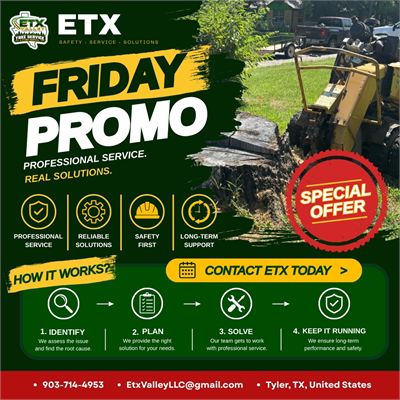 ETX
TREE SERVICE
ETX
SAFETY - SERVICE - SOLUTIONS
FRIDAY
PROMO
PROFESSIONAL SERVICE.
REAL SOLUTIONS.
SPECIAL
OFFER
PROFESSIONAL
SERVICE
RELIABLE
SOLUTIONS
SAFETY
FIRST
LONG-TERM
SUPPORT
HOW IT WORKS?
CONTACT ETX TODAY >
1. IDENTIFY
We assess the issue
and find the root cause.
2. PLAN
We provide the right
solution for your needs.
3. SOLVE
Our team gets to work
with professional service.
4. KEEP IT RUNNING
We ensure long-term
performance and safety.
• 903-714-4953 • EtxValleyLLC@gmail.com • Tyler, TX, United States